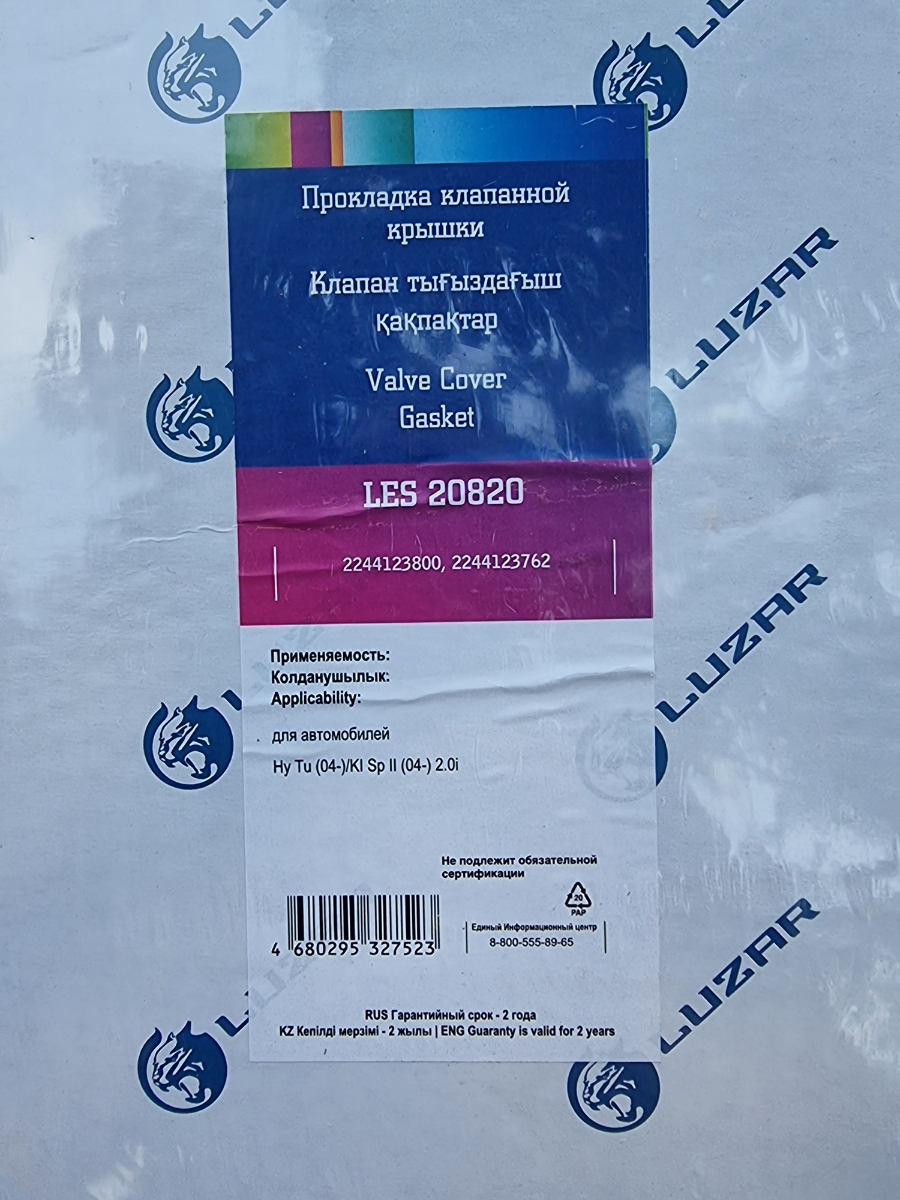 LUZAR
LUZAR
Прокладка клапанной
крышки
Клапан тығыздағыш
қақпақтар
Valve Cover
Gasket
LUZAR
LES 20820
2244123800, 2244123762
LUZAR
Применяемость:
Колданушылык:
Applicability:
для автомобилей
Hy Tu (04-)/KI Sp II (04-) 2.0i
Не подлежит обязательной
сертификации
20
PAP
Единый Информационный центр
8-800-555-89-65
4 680295 327523
LUZAR
RUS Гарантийный срок - 2 года
KZ Кепілді мерзімі - 2 жылы | ENG Guaranty is valid for 2 years